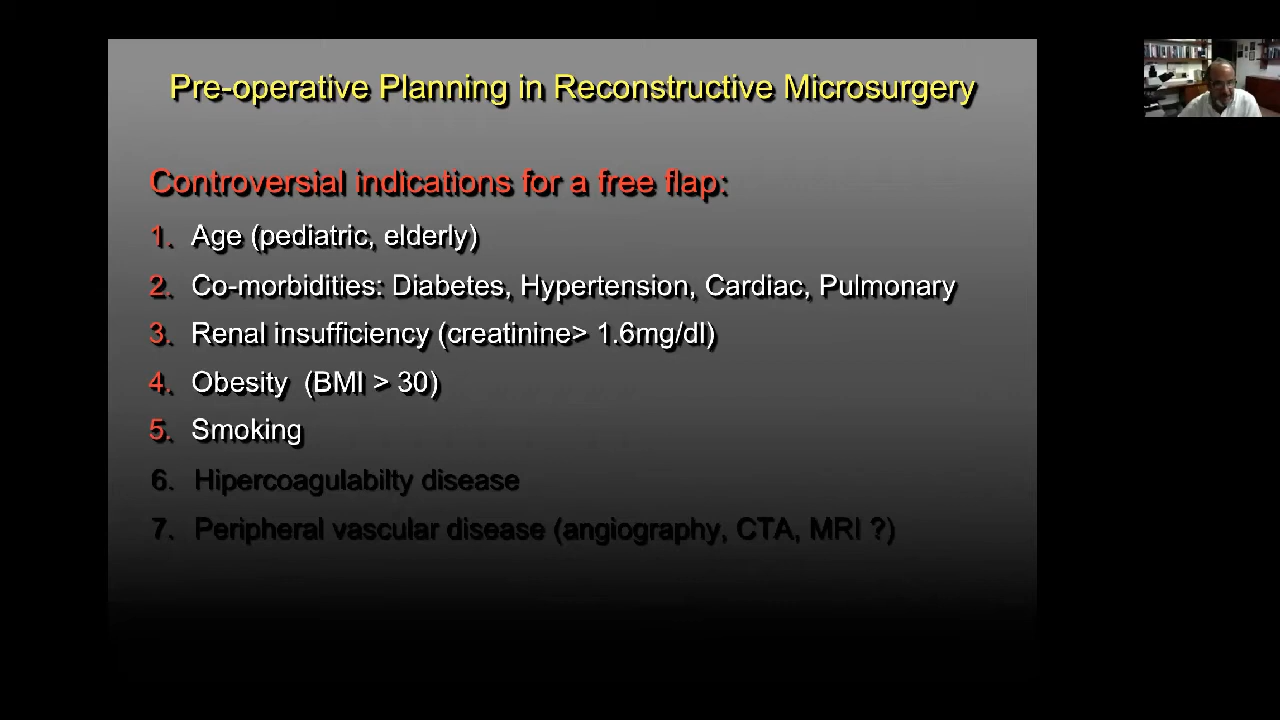 Pre-operative Planning in Reconstructive Microsurgery
Controversial indications for a free flap:
1. Age (pediatric, elderly)
2. Co-morbidities: Diabetes, Hypertension, Cardiac, Pulmonary
3. Renal insufficiency (creatinine> 1.6mg/dl)
4. Obesity (BMI > 30)
5. Smoking
6. Hipercoagulabilty disease
7. Peripheral vascular disease (angiography, CTA, MRI ?)